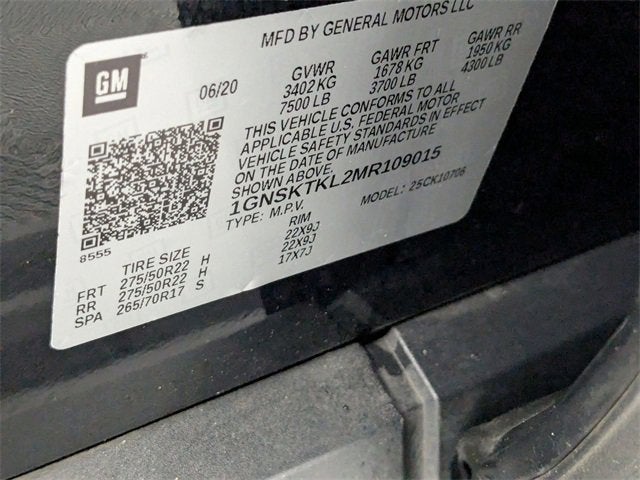 MFD BY GENERAL MOTORS LLC
GM
06/20
GVWR GAWR FRT GAWR RR
3402 KG 1678 KG 1950 KG
7500 LB 3700 LB 4300 LB
THIS VEHICLE CONFORMS TO ALL
APPLICABLE U.S. FEDERAL MOTOR
VEHICLE SAFETY STANDARDS IN EFFECT
ON THE DATE OF MANUFACTURE
SHOWN ABOVE.
1GNSKTKL2MR109015
TYPE: M.P.V. MODEL: 25CK10706
8555
TIRE SIZE RIM
FRT 275/50R22 H 22X9J
RR 275/50R22 H 22X9J
SPA 265/70R17 S 17X7J